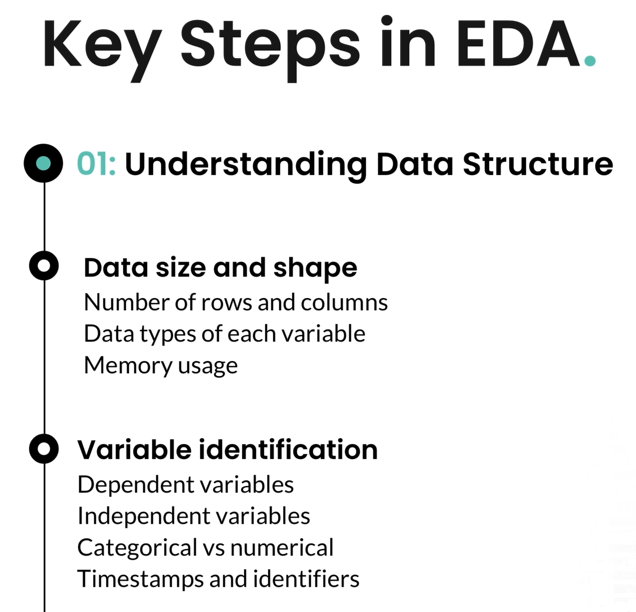 Key Steps in EDA.
01: Understanding Data Structure
Data size and shape
Number of rows and columns
Data types of each variable
Memory usage
Variable identification
Dependent variables
Independent variables
Categorical vs numerical
Timestamps and identifiers